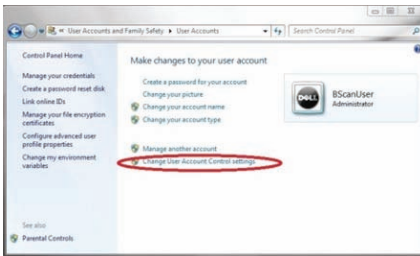 User Accounts and Family Safety ▸ User Accounts
Search Control Panel
Control Panel Home
Manage your credentials
Create a password reset disk
Link online IDs
Manage your file encryption
certificates
Configure advanced user
profile properties
Change my environment
variables
See also
Parental Controls
Make changes to your user account
Create a password for your account
Change your picture
Change your account name
Change your account type
Manage another account
Change User Account Control settings
DELL
BScanUser
Administrator